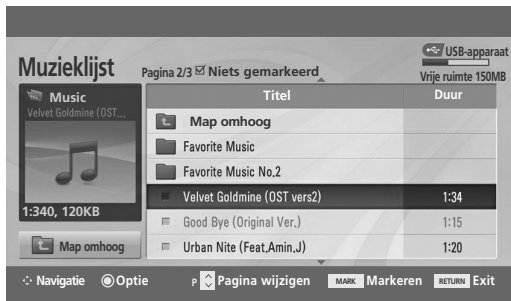 USB-apparaat
Muzieklijst
Pagina 2/3 Niets gemarkeerd
Vrije ruimte 150MB
Music
Velvet Goldmine (OST...
1:340, 120KB
Map omhoog
Titel Duur
Map omhoog
Favorite Music
Favorite Music No.2
Velvet Goldmine (OST vers2) 1:34
Good Bye (Original Ver.) 1:15
Urban Nite (Feat.Amin.J) 1:20
Navigatie Optie P Pagina wijzigen MARK Markeren RETURN Exit